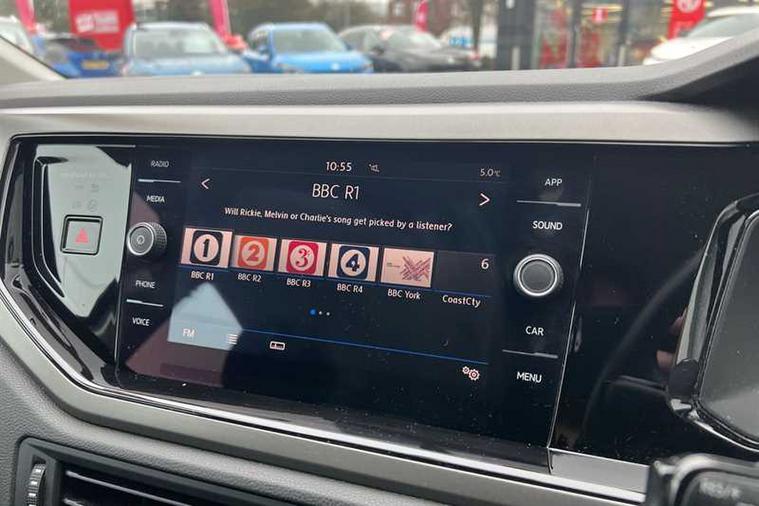 RADIO
MEDIA
PHONE
VOICE
10:55
5.0°C
BBC R1
Will Rickie, Melvin or Charlie's song get picked by a listener?
1
2
3
4
6
BBC R1
BBC R2
BBC R3
BBC R4
BBC York
CoastCty
FM
APP
SOUND
CAR
MENU